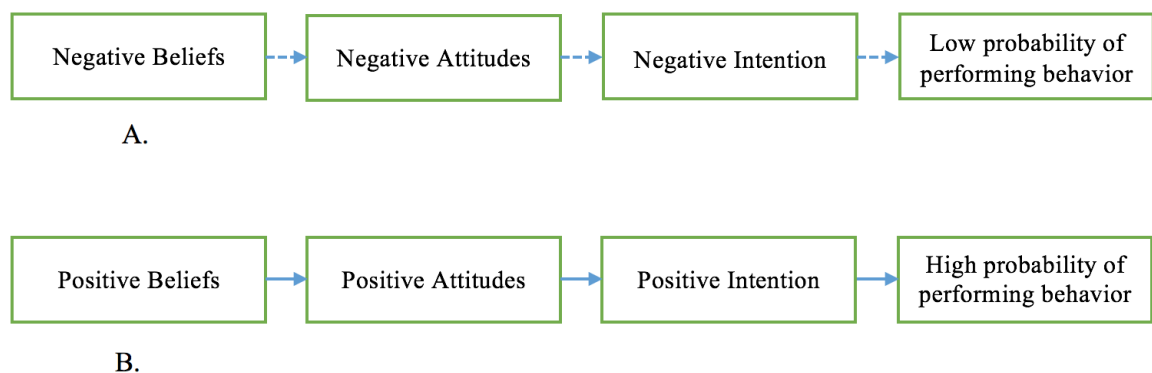 Negative Beliefs
Negative Attitudes
Negative Intention
Low probability of
performing behavior
A.
Positive Beliefs
Positive Attitudes
Positive Intention
High probability of
performing behavior
B.